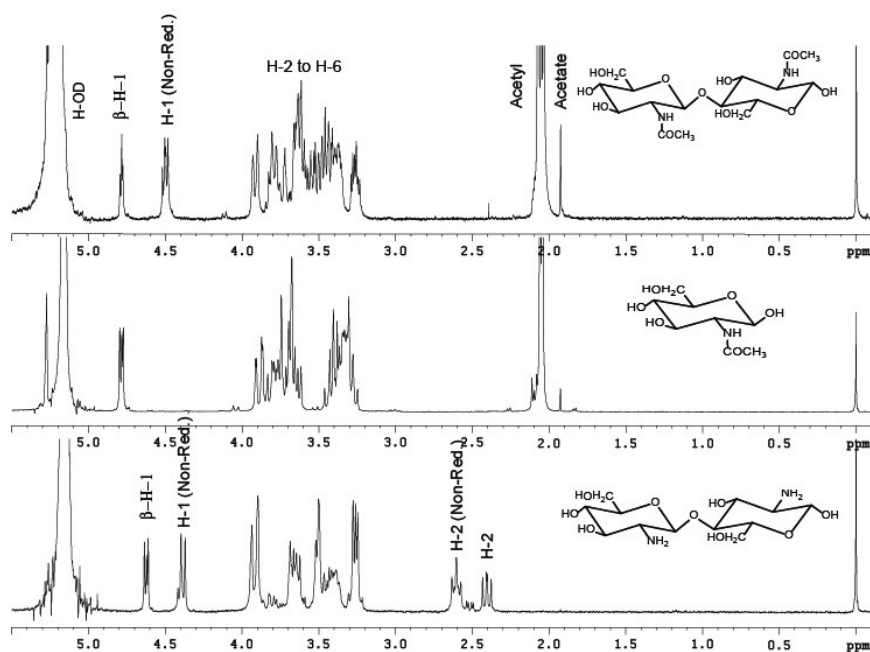 H-OD
β-H-1
H-1 (Non-Red.)
H-2 to H-6
Acetyl
Acetate
COCH3
NH
HOH2C
HO
O
HO
HO
NH
COCH3
O
HO
HOH2C
O
OH
5.0 4.5 4.0 3.5 3.0 2.5 2.0 1.5 1.0 0.5 ppm
HOH2C
HO
O
HO
OH
NH
COCH3
5.0 4.5 4.0 3.5 3.0 2.5 2.0 1.5 1.0 0.5 ppm
β-H-1
H-1 (Non-Red.)
H-2 (Non-Red.)
H-2
HOH2C
HO
O
HO
NH2
O
HO
NH2
HOH2C
O
OH
5.0 4.5 4.0 3.5 3.0 2.5 2.0 1.5 1.0 0.5 ppm